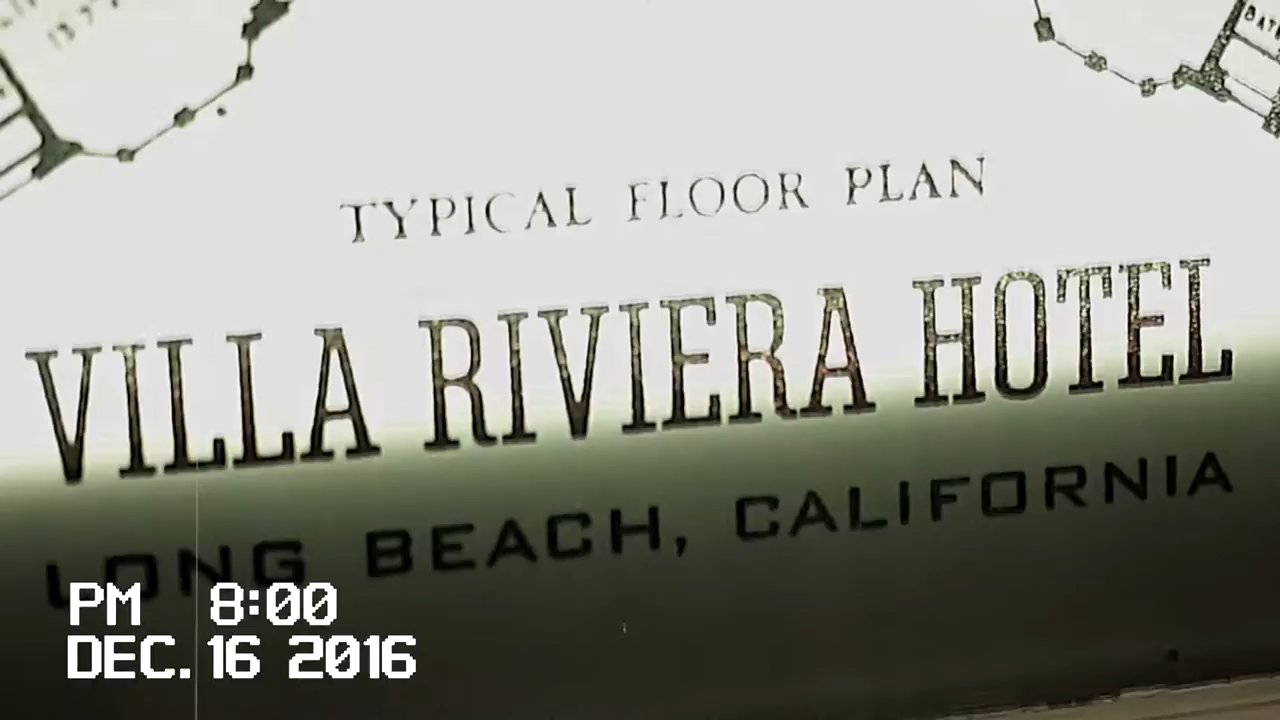 TYPICAL FLOOR PLAN
VILLA RIVIERA HOTEL
LONG BEACH, CALIFORNIA
PM 8:00
DEC. 16 2016